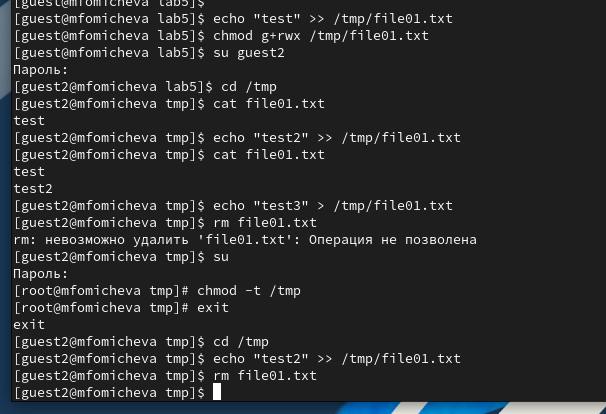 [guest@mfomicheva lab5]$
[guest@mfomicheva lab5]$ echo "test" >> /tmp/file01.txt
[guest@mfomicheva lab5]$ chmod g+rwx /tmp/file01.txt
[guest@mfomicheva lab5]$ su guest2
Пароль:
[guest2@mfomicheva lab5]$ cd /tmp
[guest2@mfomicheva tmp]$ cat file01.txt
test
[guest2@mfomicheva tmp]$ echo "test2" >> /tmp/file01.txt
[guest2@mfomicheva tmp]$ cat file01.txt
test
test2
[guest2@mfomicheva tmp]$ echo "test3" > /tmp/file01.txt
[guest2@mfomicheva tmp]$ rm file01.txt
rm: невозможно удалить 'file01.txt': Операция не позволена
[guest2@mfomicheva tmp]$ su
Пароль:
[root@mfomicheva tmp]# chmod -t /tmp
[root@mfomicheva tmp]# exit
exit
[guest2@mfomicheva tmp]$ cd /tmp
[guest2@mfomicheva tmp]$ echo "test2" >> /tmp/file01.txt
[guest2@mfomicheva tmp]$ rm file01.txt
[guest2@mfomicheva tmp]$